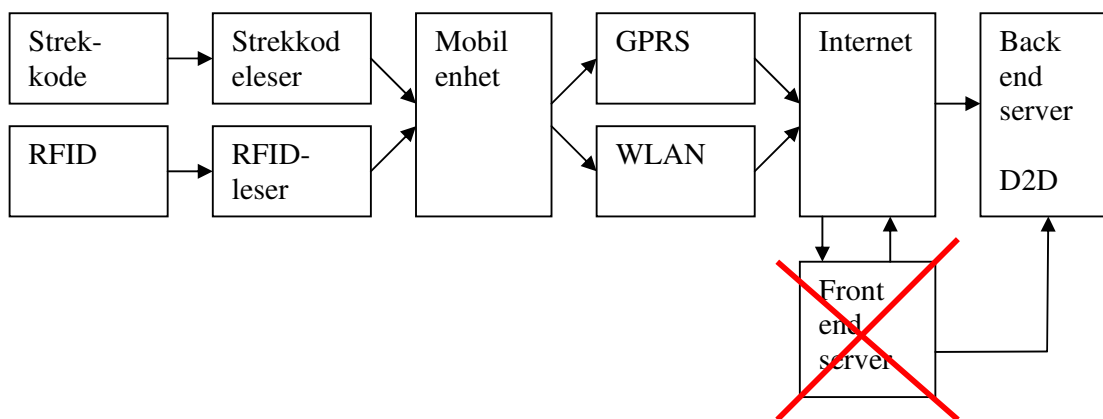 Strek-
kode
Strekkod
eleser
Mobil
enhet
GPRS
Internet
Back
end
server
D2D
RFID
RFID-
leser
WLAN
Front
end
server